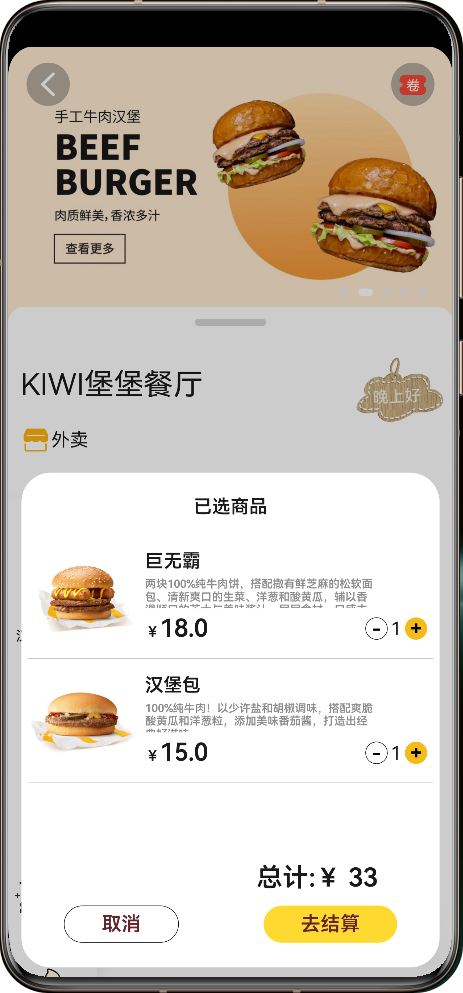 卷
手工牛肉汉堡
BEEF
BURGER
肉质鲜美，香浓多汁
查看更多
KIWI堡堡餐厅
晚上好
外卖
已选商品
巨无霸
两块100%纯牛肉饼，搭配撒有鲜芝麻的松软面
包、清新爽口的生菜、洋葱和酸黄瓜，辅以香
¥18.0
- 1 +
汉堡包
100%纯牛肉！以少许盐和胡椒调味，搭配爽脆
酸黄瓜和洋葱粒，添加美味番茄酱，打造出经
¥15.0
- 1 +
总计:¥ 33
取消
去结算